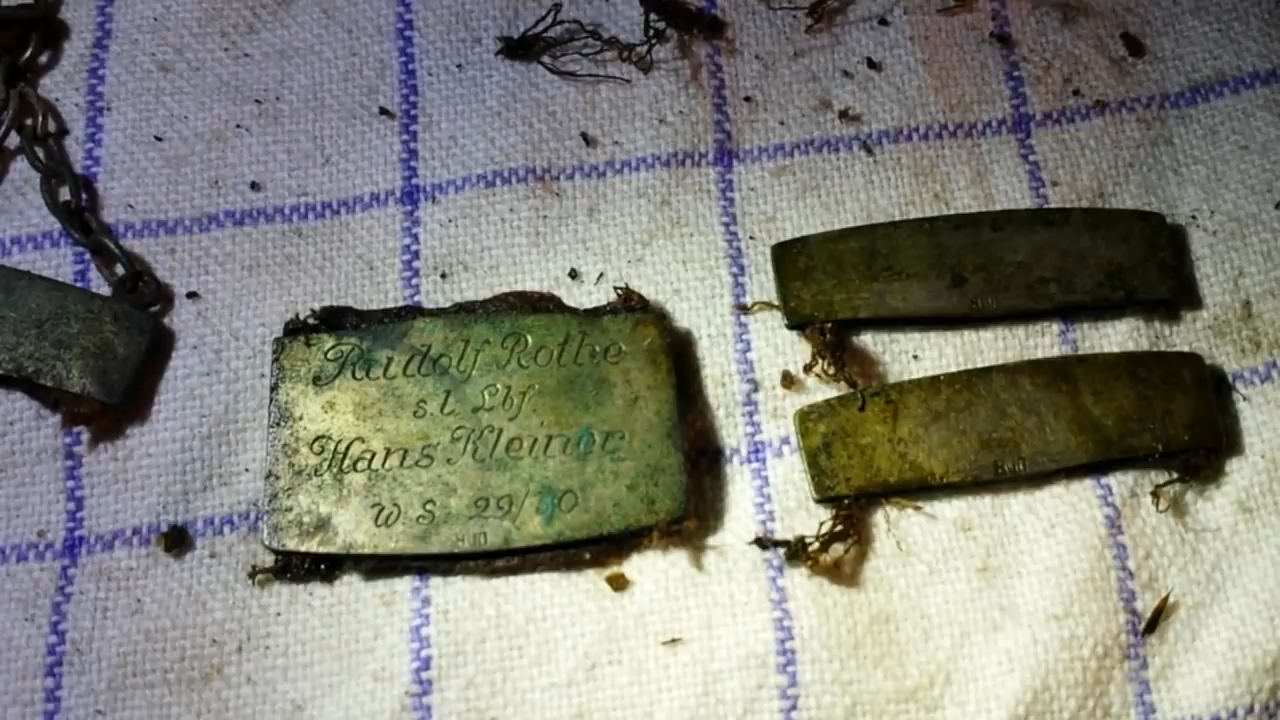 Rudolf Rothe
s.l. Lbf.
Hans Kleiner
W S 29/30